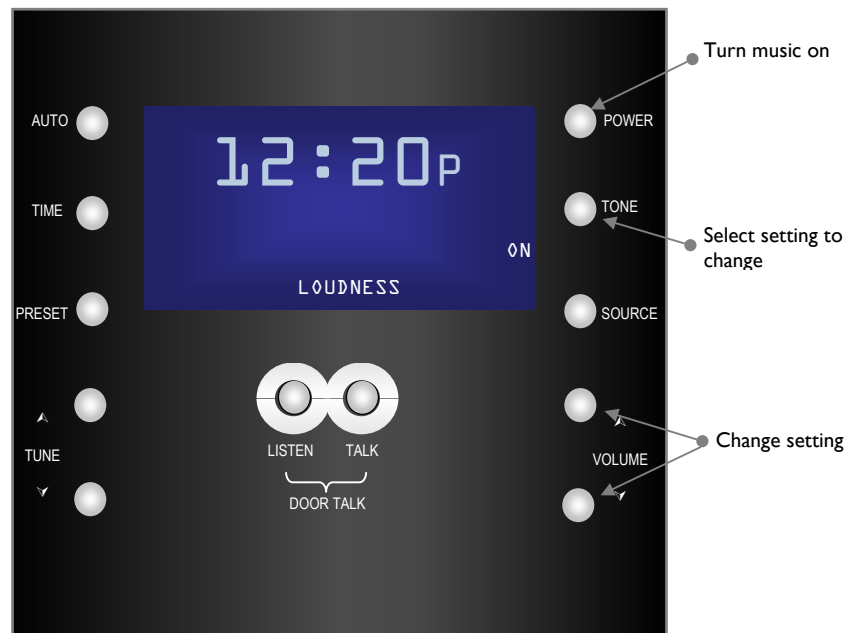 Turn music on
AUTO
POWER
12:20P
TIME
TONE
Select setting to
change
ON
LOUDNESS
PRESET
SOURCE
TUNE
LISTEN
TALK
VOLUME
Change setting
DOOR TALK